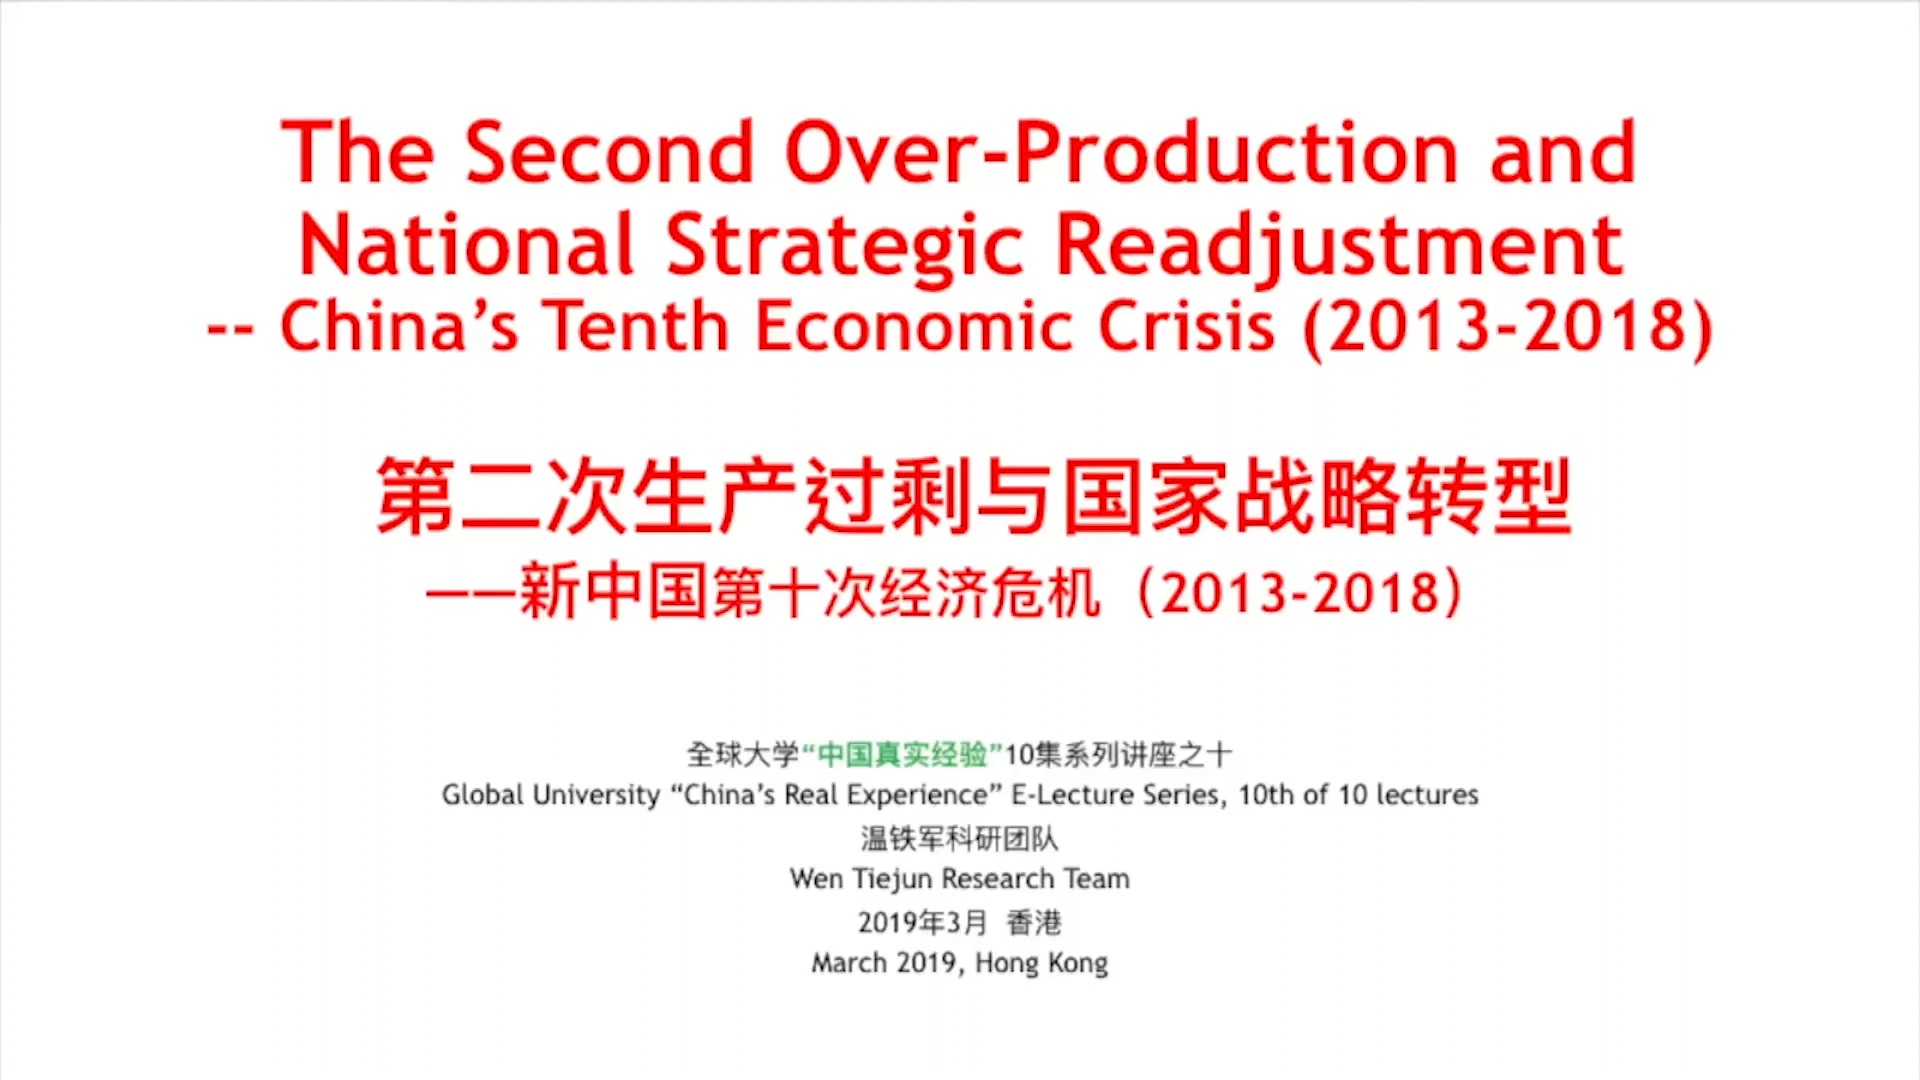 The Second Over-Production and
National Strategic Readjustment
-- China’s Tenth Economic Crisis (2013-2018)
第二次生产过剩与国家战略转型
——新中国第十次经济危机（2013-2018）
全球大学“中国真实经验”10集系列讲座之十
Global University “China’s Real Experience” E-Lecture Series, 10th of 10 lectures
温铁军科研团队
Wen Tiejun Research Team
2019年3月 香港
March 2019, Hong Kong